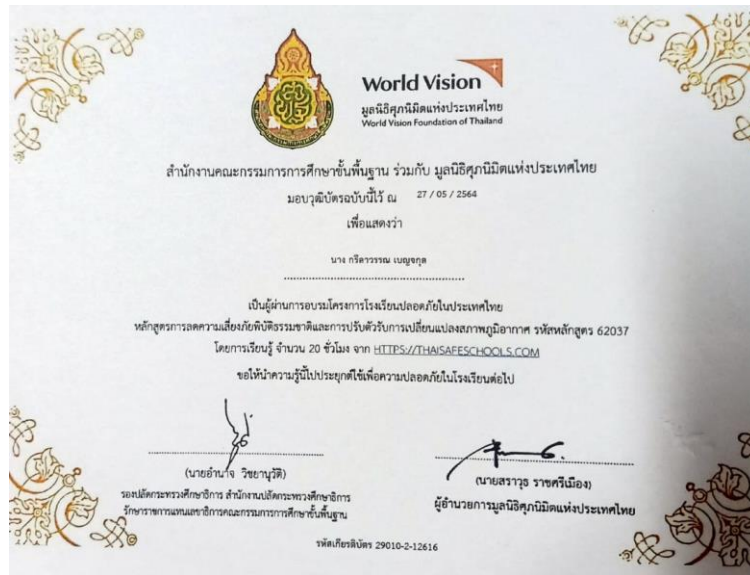 World Vision
มูลนิธิศุภนิมิตแห่งประเทศไทย
World Vision Foundation of Thailand
สำนักงานคณะกรรมการการศึกษาขั้นพื้นฐาน ร่วมกับ มูลนิธิศุภนิมิตแห่งประเทศไทย
มอบวุฒิบัตรฉบับนี้ไว้ ณ 27 / 05 / 2564
เพื่อแสดงว่า
นาง กรีดาวรรณ เบญจกุล
เป็นผู้ผ่านการอบรมโครงการโรงเรียนปลอดภัยในประเทศไทย
หลักสูตรการลดความเสี่ยงภัยพิบัติธรรมชาติและการปรับตัวรับการเปลี่ยนแปลงสภาพภูมิอากาศ รหัสหลักสูตร 62037
โดยการเรียนรู้ จำนวน 20 ชั่วโมง จาก HTTPS://THAISAFESCHOOLS.COM
ขอให้นำความรู้นี้ไปประยุกต์ใช้เพื่อความปลอดภัยในโรงเรียนต่อไป
(นายอำนาจ วิชยานุวัติ)
รองปลัดกระทรวงศึกษาธิการ สำนักงานปลัดกระทรวงศึกษาธิการ
รักษาราชการแทนเลขาธิการคณะกรรมการการศึกษาขั้นพื้นฐาน
(นายสราวุธ ราชศรีเมือง)
ผู้อำนวยการมูลนิธิศุภนิมิตแห่งประเทศไทย
รหัสเกียรติบัตร 29010-2-12616